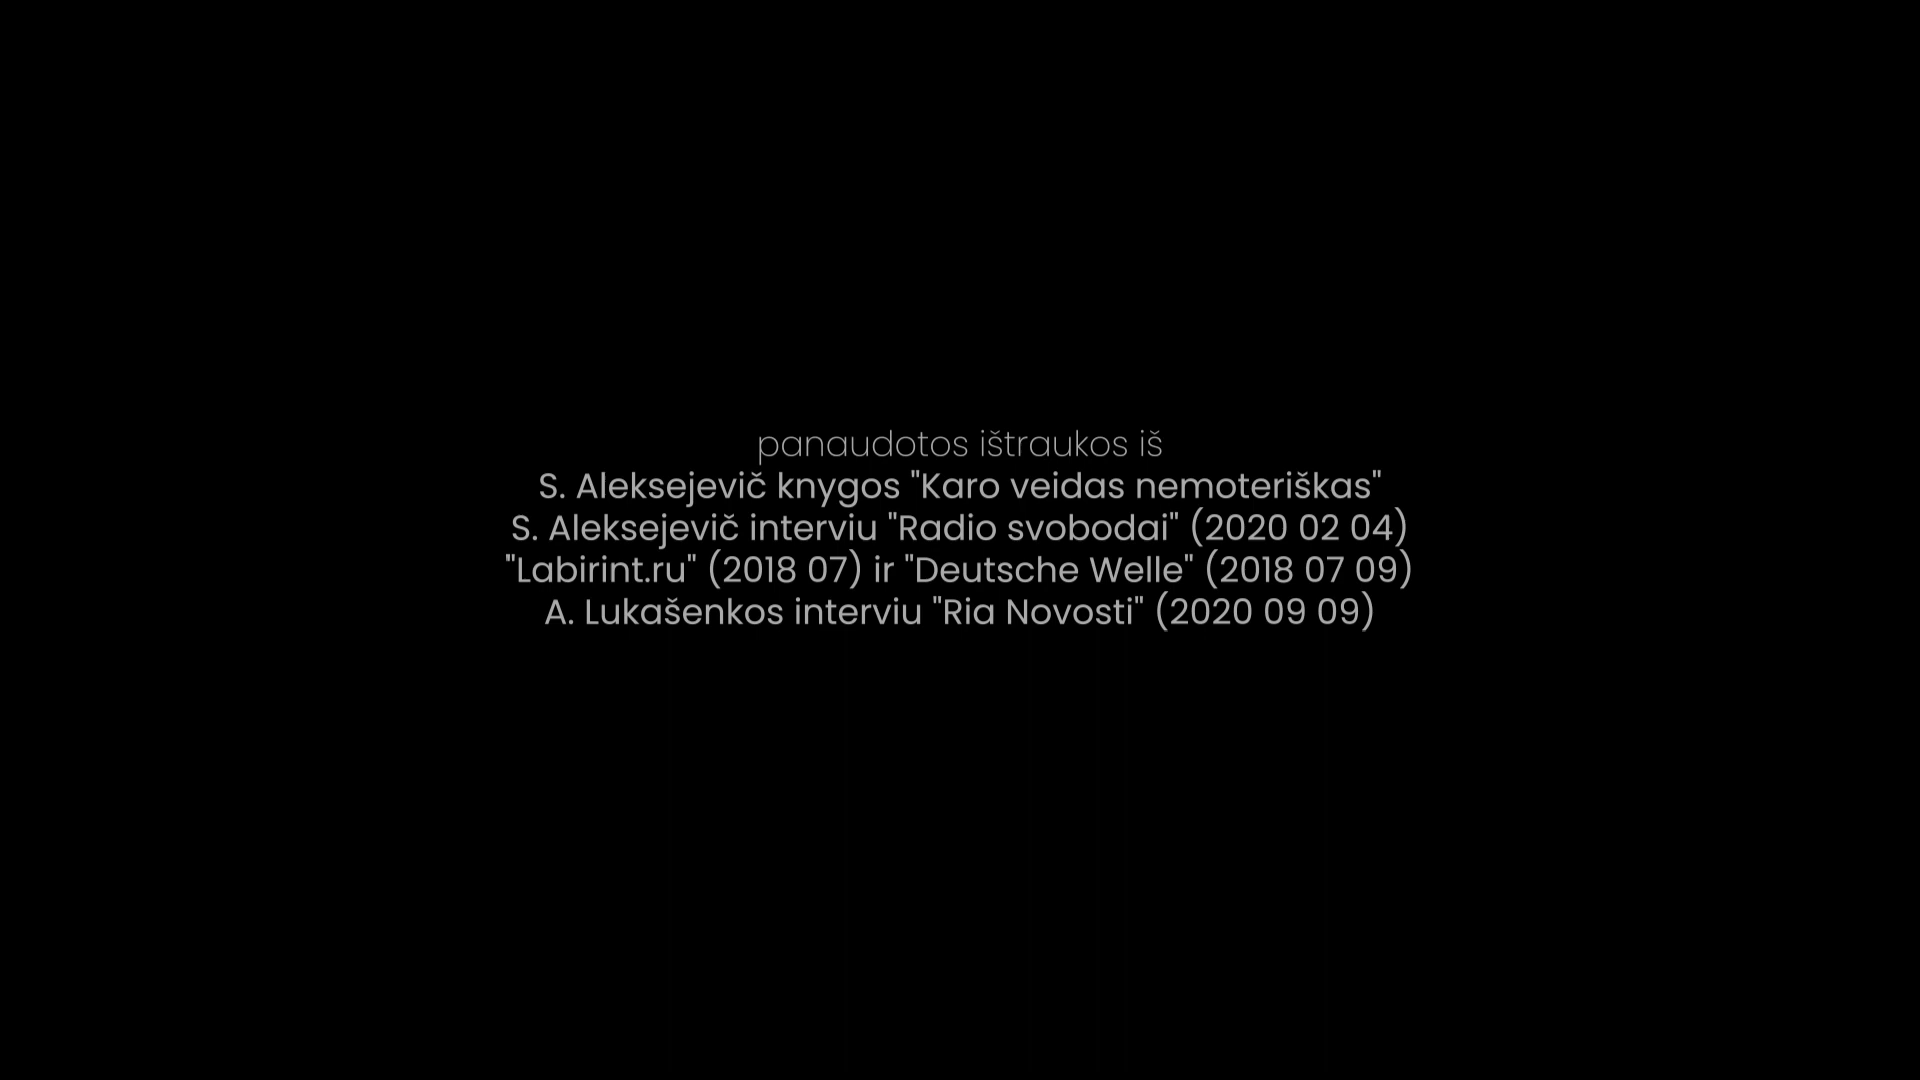 panaudotos ištraukos iš
S. Aleksejevič knygos "Karo veidas nemoteriškas"
S. Aleksejevič interviu "Radio svobodai" (2020 02 04)
"Labirint.ru" (2018 07) ir "Deutsche Welle" (2018 07 09)
A. Lukašenkos interviu "Ria Novosti" (2020 09 09)